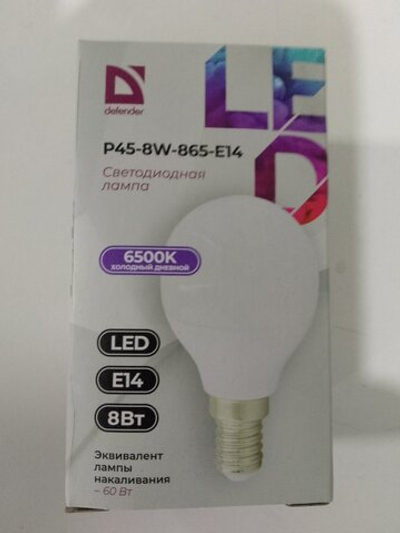 LED
defender
P45-8W-865-E14
Светодиодная
лампа
6500K
холодный дневной
LED
E14
8Вт
Эквивалент
лампы
накаливания
– 60 Вт